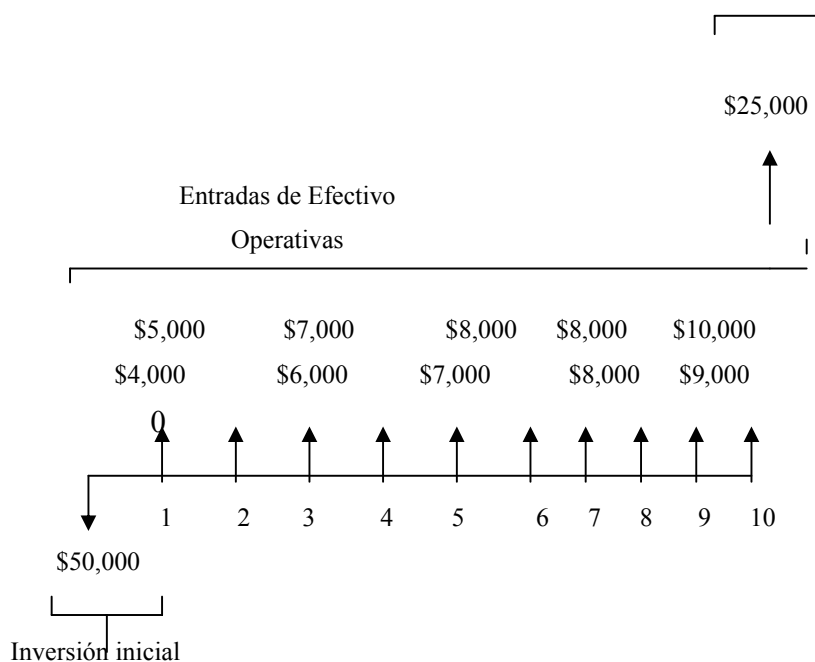 $25,000
Entradas de Efectivo
Operativas
$5,000 $7,000 $8,000 $8,000 $10,000
$4,000 $6,000 $7,000 $8,000 $9,000
0
1 2 3 4 5 6 7 8 9 10
$50,000
Inversión inicial